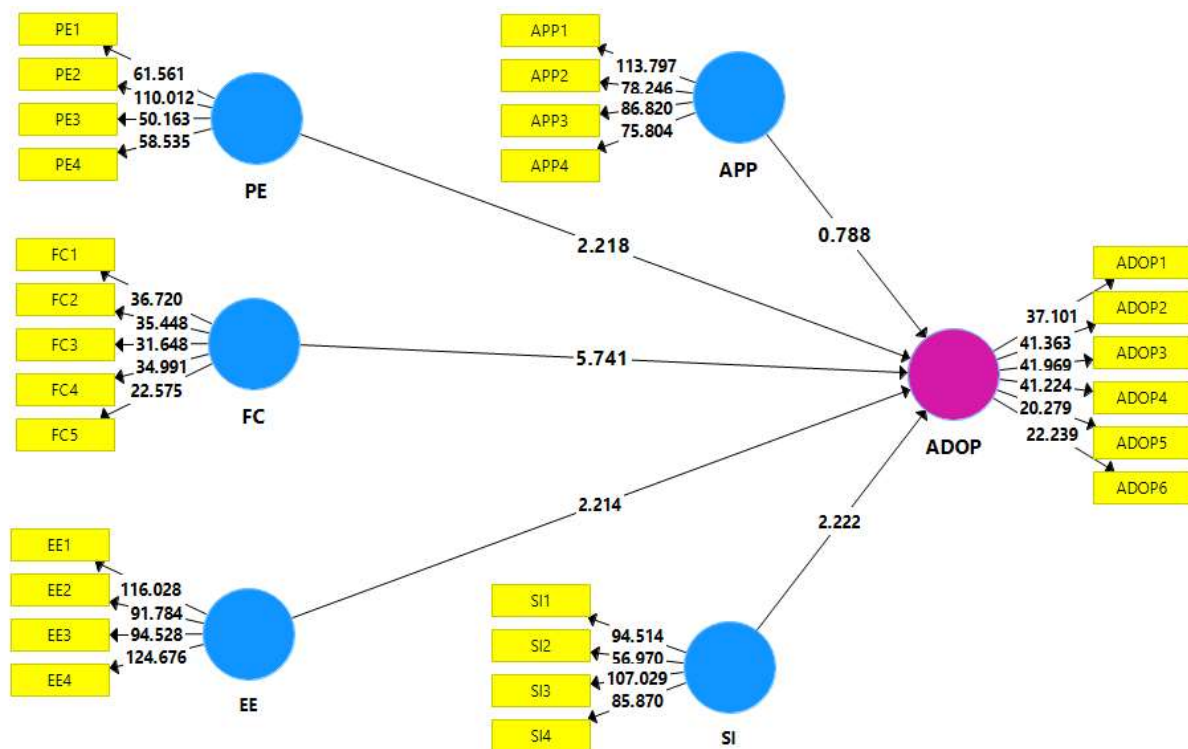 PE1
PE2
PE3
PE4
61.561
110.012
50.163
58.535
PE
APP1
APP2
APP3
APP4
113.797
78.246
86.820
75.804
APP
2.218
0.788
FC1
FC2
FC3
FC4
FC5
36.720
35.448
31.648
34.991
22.575
FC
5.741
ADOP
37.101
41.363
41.969
41.224
20.279
22.239
ADOP1
ADOP2
ADOP3
ADOP4
ADOP5
ADOP6
EE1
EE2
EE3
EE4
116.028
91.784
94.528
124.676
EE
2.214
2.222
SI1
SI2
SI3
SI4
94.514
56.970
107.029
85.870
SI